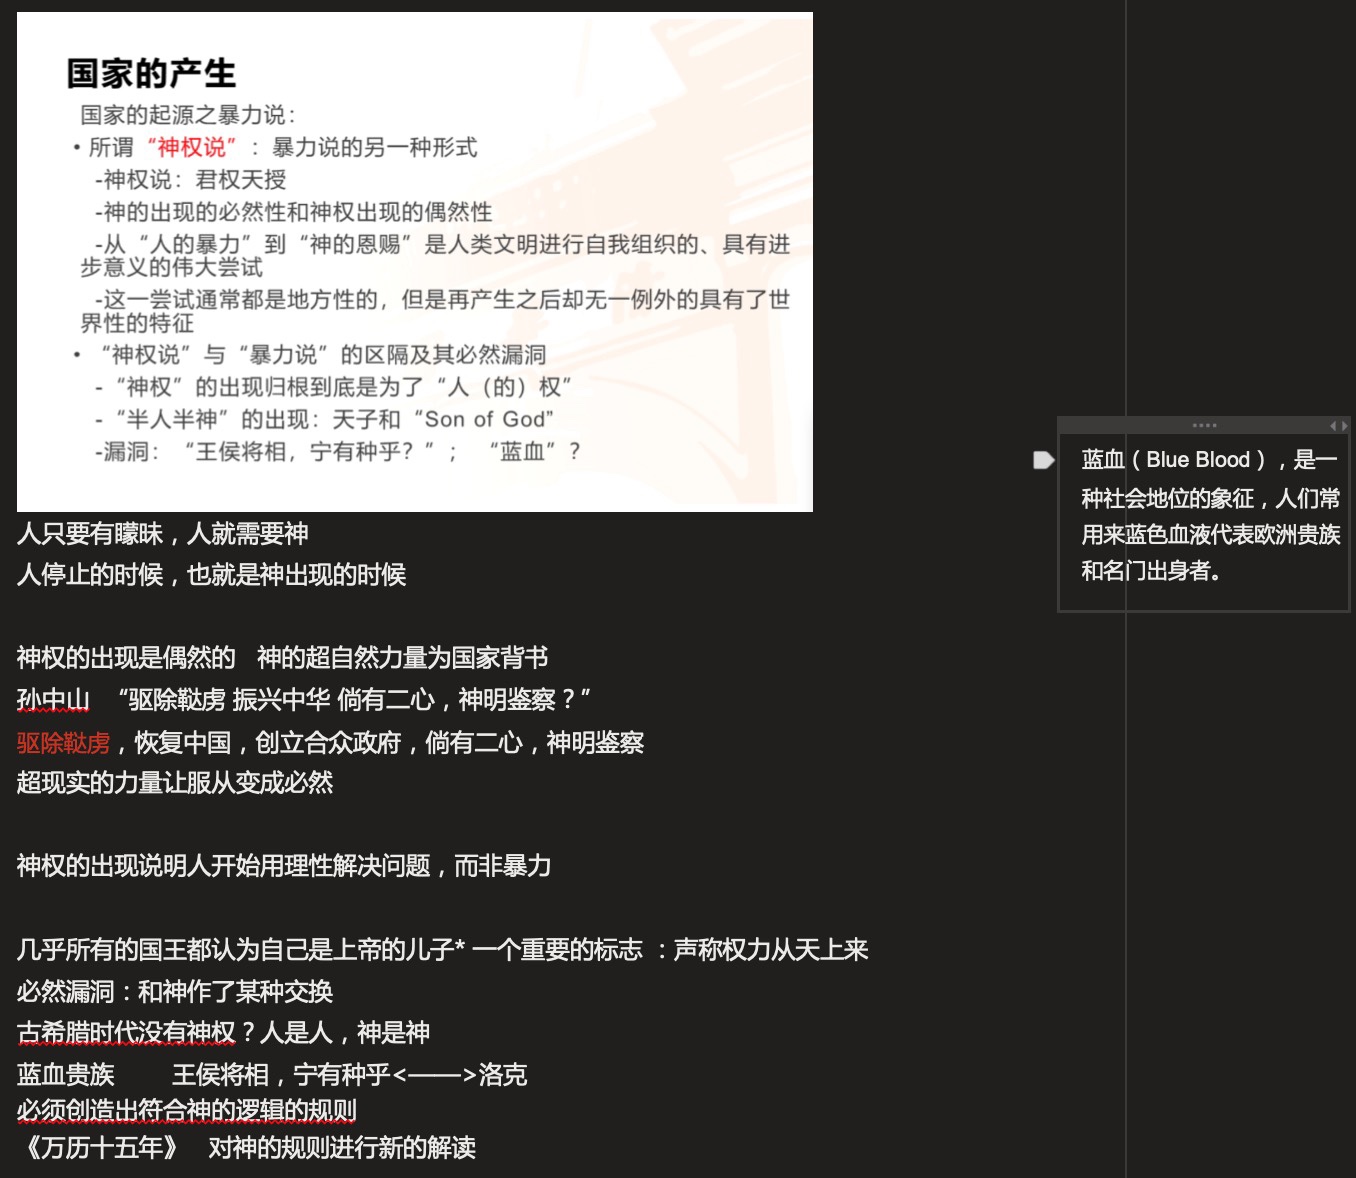 国家的产生
国家的起源之暴力说：
• 所谓“神权说”：暴力说的另一种形式
-神权说：君权天授
-神的出现的必然性和神权出现的偶然性
-从“人的暴力”到“神的恩赐”是人类文明进行自我组织的、具有进
步意义的伟大尝试
-这一尝试通常都是地方性的，但是再产生之后却无一例外的具有了世
界性的特征
• “神权说”与“暴力说”的区隔及其必然漏洞
-“神权”的出现归根到底是为了“人（的）权”
-“半人半神”的出现：天子和“Son of God”
-漏洞：“王侯将相，宁有种乎？”；“蓝血”？
人只要有矇昧，人就需要神
人停止的时候，也就是神出现的时候
神权的出现是偶然的 神的超自然力量为国家背书
孙中山 “驱除鞑虏 振兴中华 倘有二心，神明鉴察？”
驱除鞑虏，恢复中国，创立合众政府，倘有二心，神明鉴察
超现实的力量让服从变成必然
神权的出现说明人开始用理性解决问题，而非暴力
几乎所有的国王都认为自己是上帝的儿子* 一个重要的标志 ：声称权力从天上来
必然漏洞：和神作了某种交换
古希腊时代没有神权？人是人，神是神
蓝血贵族 王侯将相，宁有种乎<——>洛克
必须创造出符合神的逻辑的规则
《万历十五年》 对神的规则进行新的解读
蓝血（Blue Blood），是一
种社会地位的象征，人们常
用来蓝色血液代表欧洲贵族
和名门出身者。